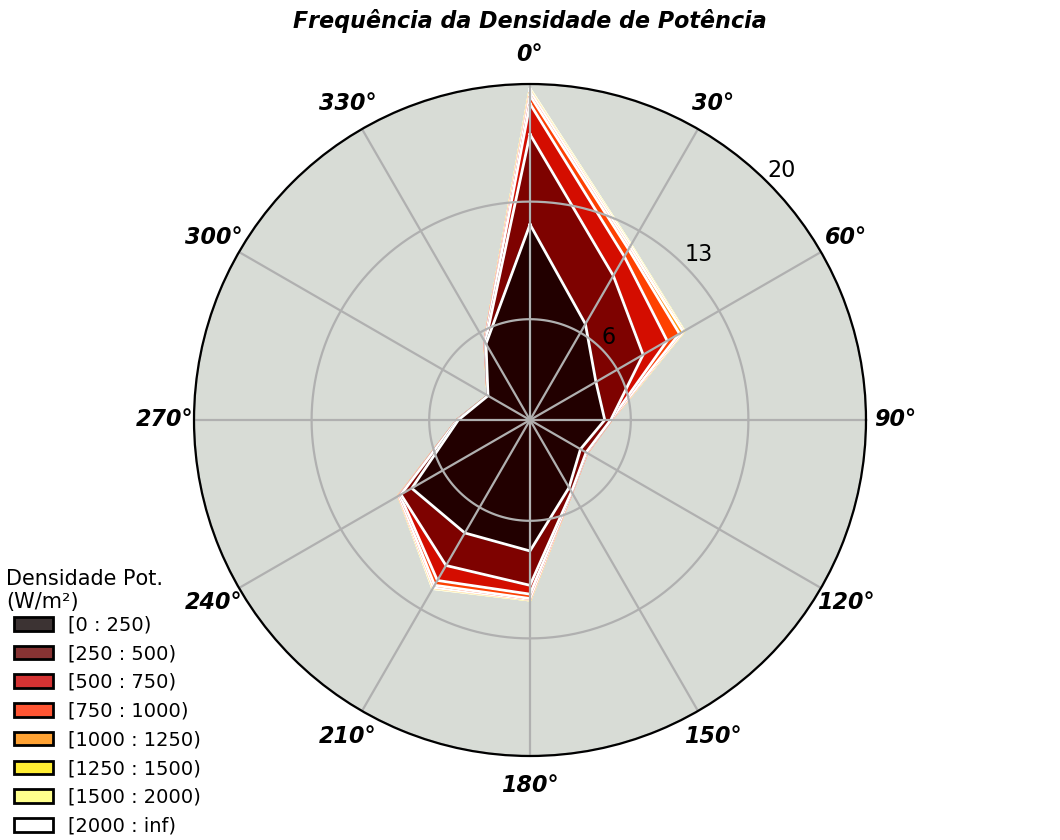 Frequência da Densidade de Potência
0°
330°
30°
20
300°
60°
13
6
270°
90°
240°
120°
210°
150°
180°
Densidade Pot.
(W/m²)
[0 : 250)
[250 : 500)
[500 : 750)
[750 : 1000)
[1000 : 1250)
[1250 : 1500)
[1500 : 2000)
[2000 : inf)